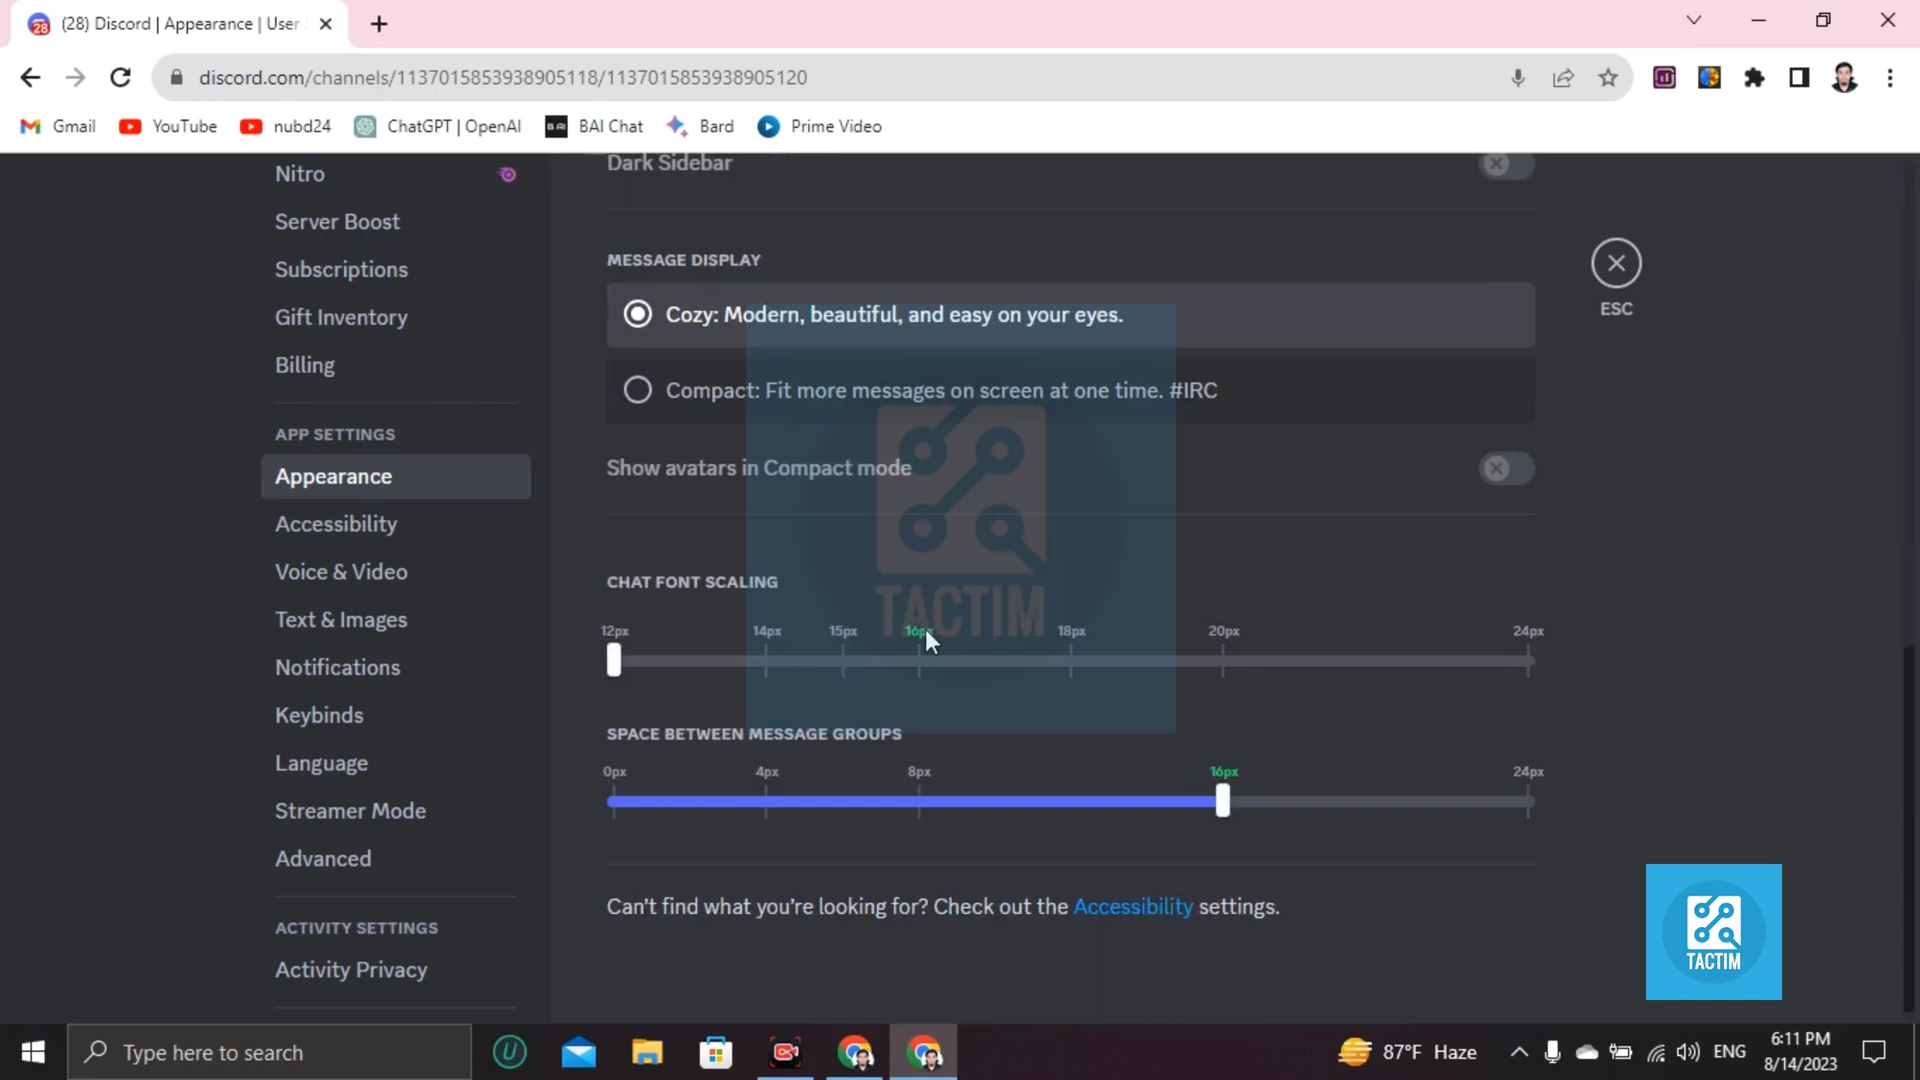 (28) Discord | Appearance | User
discord.com/channels/1137015853938905118/1137015853938905120
Gmail YouTube nubd24 ChatGPT | OpenAI BAI Chat Bard Prime Video
Nitro
Server Boost
Subscriptions
Gift Inventory
Billing
APP SETTINGS
Appearance
Accessibility
Voice & Video
Text & Images
Notifications
Keybinds
Language
Streamer Mode
Advanced
ACTIVITY SETTINGS
Activity Privacy
Dark Sidebar
MESSAGE DISPLAY
Cozy: Modern, beautiful, and easy on your eyes.
Compact: Fit more messages on screen at one time. #IRC
Show avatars in Compact mode
CHAT FONT SCALING
TACTIM
12px 14px 15px 16px 18px 20px 24px
SPACE BETWEEN MESSAGE GROUPS
0px 4px 8px 16px 24px
Can't find what you're looking for? Check out the Accessibility settings.
ESC
TACTIM
Type here to search
87°F Haze
ENG
6:11 PM
8/14/2023